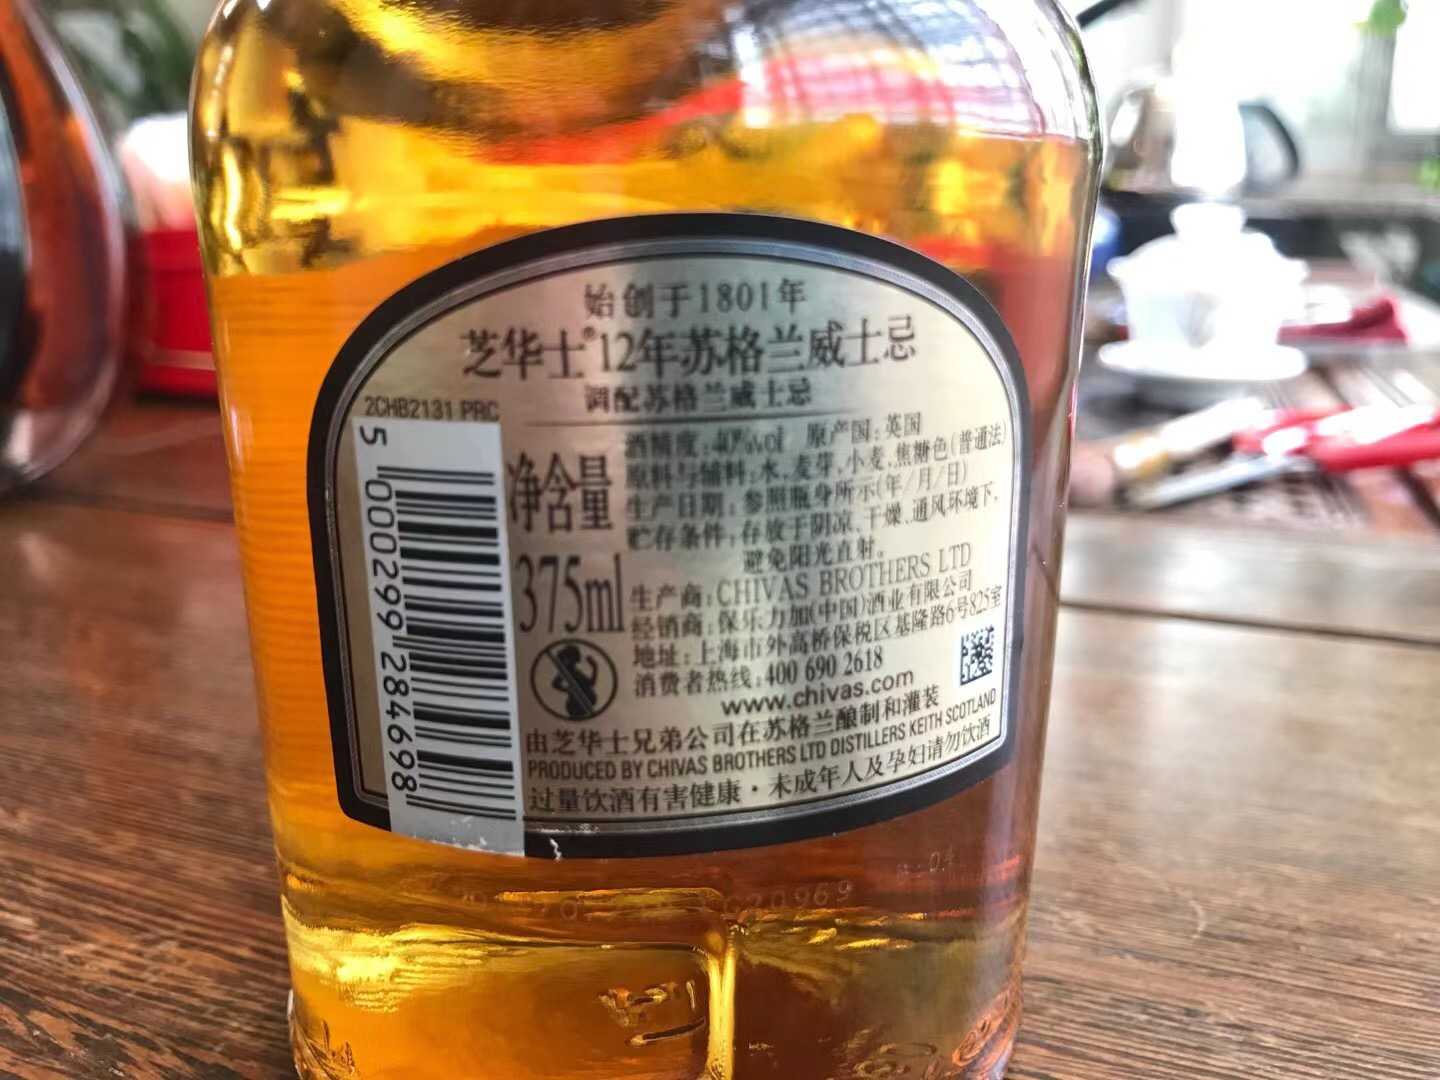 始创于1801年
芝华士®12年苏格兰威士忌
调配苏格兰威士忌
2CHB2131 PRC
5 000299 284698
净含量
375ml
酒精度:40%vol 原产国:英国
原料与辅料:水、麦芽、小麦、焦糖色(普通法)
生产日期:参照瓶身所示(年/月/日)
贮存条件:存放于阴凉、干燥、通风环境下,
避免阳光直射。
生产商:CHIVAS BROTHERS LTD
经销商:保乐力加(中国)酒业有限公司
地址:上海市外高桥保税区基隆路6号825室
消费者热线:400 690 2618
www.chivas.com
由芝华士兄弟公司在苏格兰酿制和灌装
PRODUCED BY CHIVAS BROTHERS LTD DISTILLERS KEITH SCOTLAND
过量饮酒有害健康·未成年人及孕妇请勿饮酒